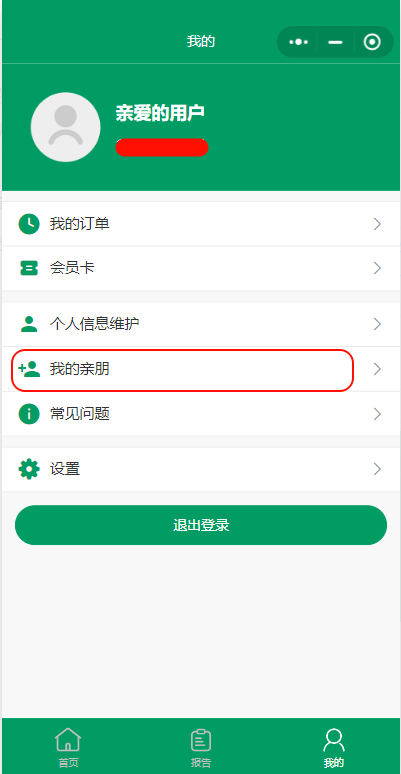 我的
亲爱的用户
我的订单
会员卡
个人信息维护
我的亲朋
常见问题
设置
退出登录
首页
报告
我的